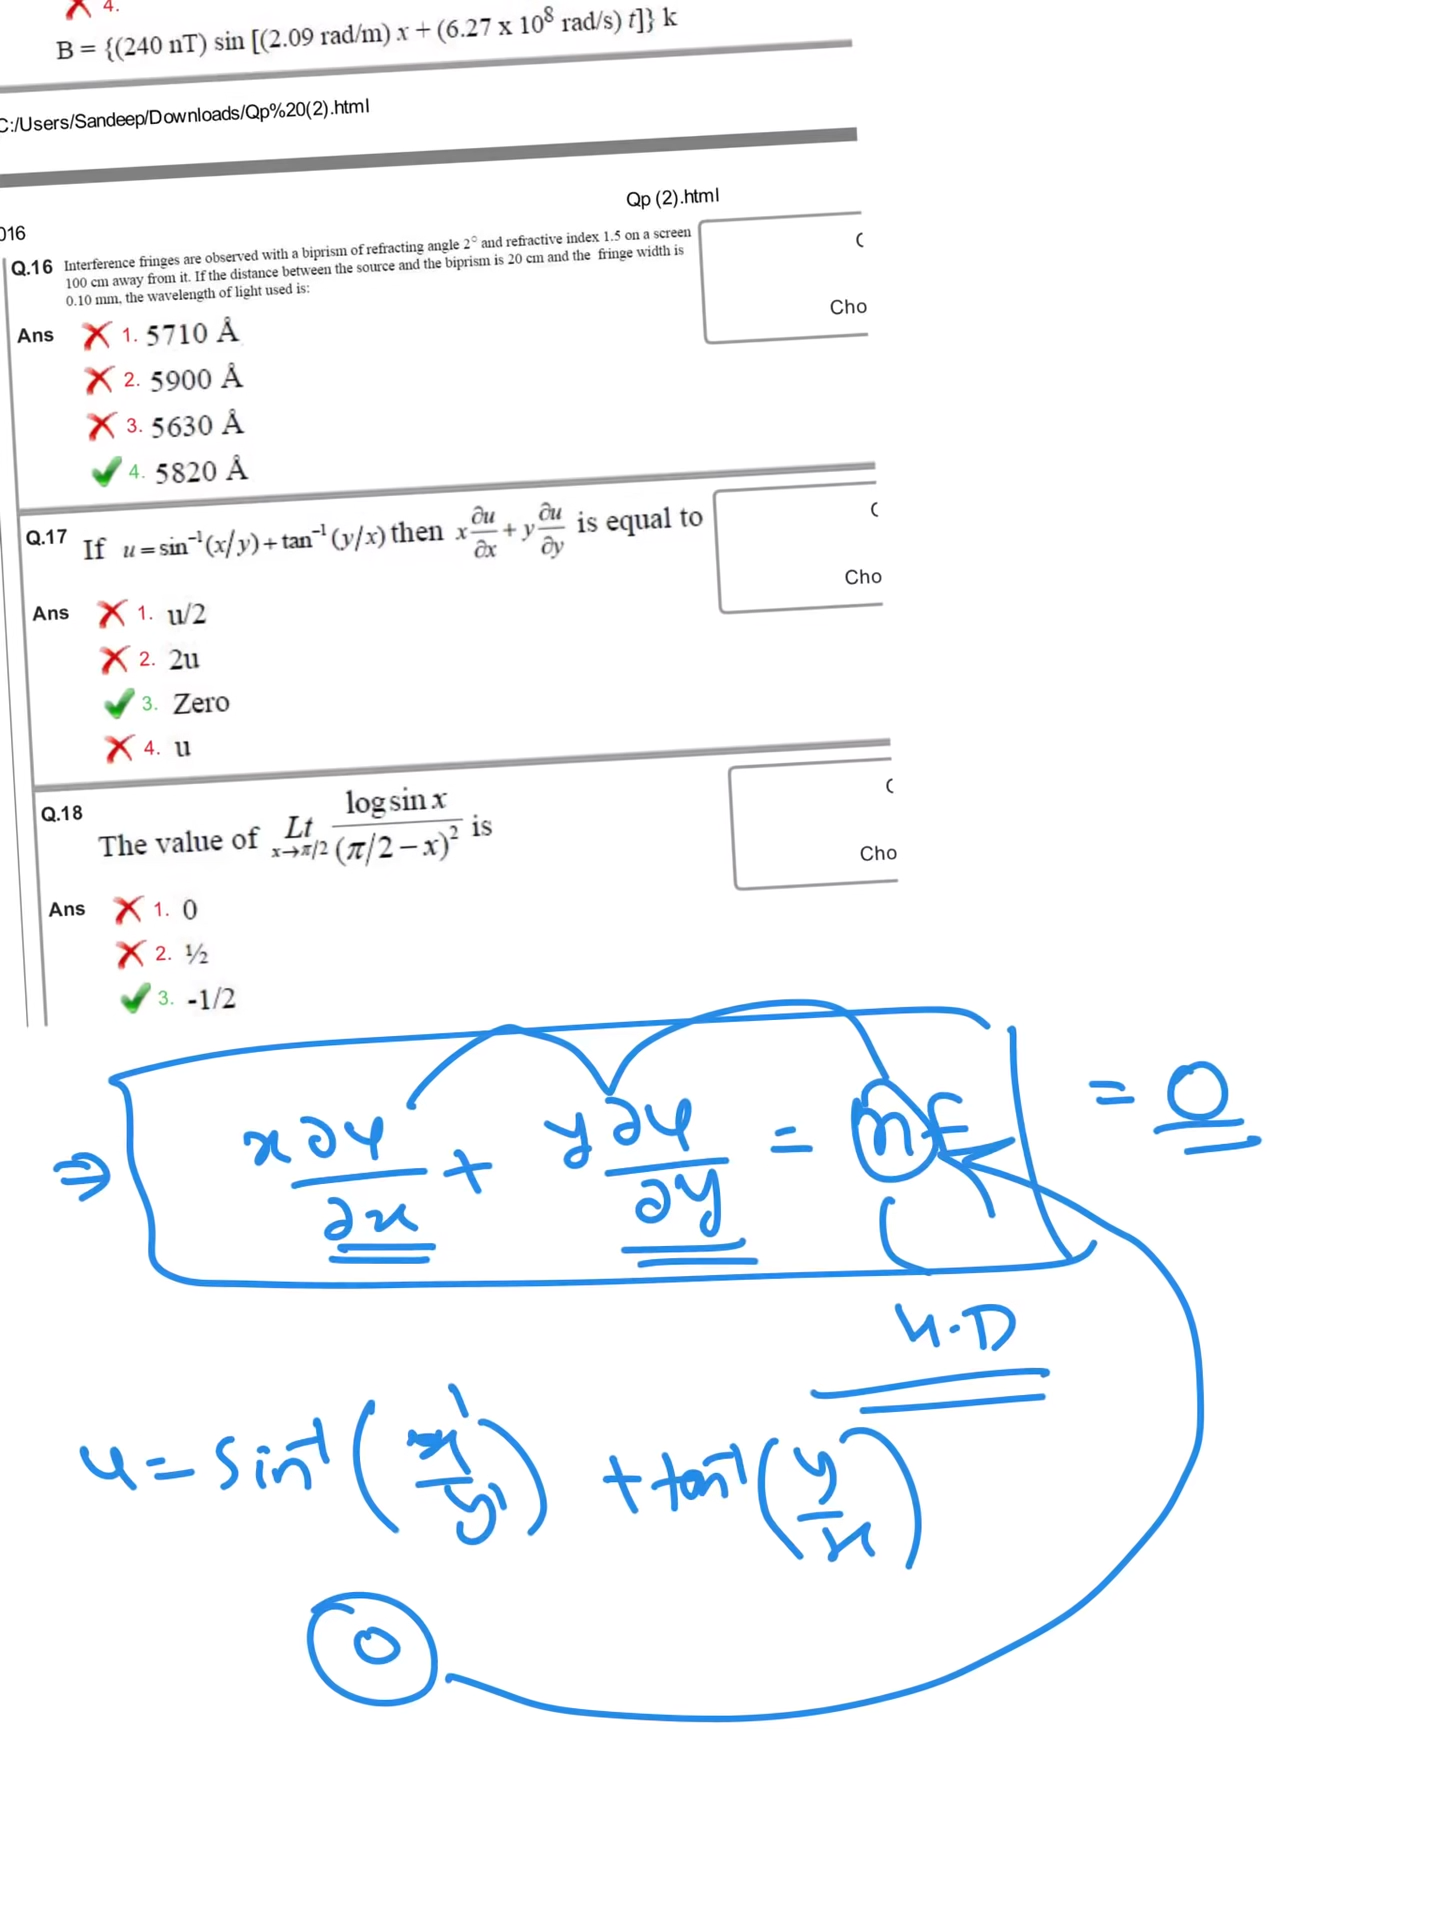 4.
B = {(240 nT) sin [(2.09 rad/m) x + (6.27 x 10⁸ rad/s) t]} k
C:/Users/Sandeep/Downloads/Qp%20(2).html
Qp (2).html
016
Q.16 Interference fringes are observed with a biprism of refracting angle 2° and refractive index 1.5 on a screen
100 cm away from it. If the distance between the source and the biprism is 20 cm and the fringe width is
0.10 mm, the wavelength of light used is:
Cho
Ans 1. 5710 Å
2. 5900 Å
3. 5630 Å
4. 5820 Å
Q.17 If u = sin⁻¹(x/y) + tan⁻¹(y/x) then x ∂u/∂x + y ∂u/∂y is equal to
Cho
Ans 1. u/2
2. 2u
3. Zero
4. u
Q.18 The value of Lt x→π/2 log sin x / (π/2 − x)² is
Cho
Ans 1. 0
2. ½
3. -1/2
⇒ x∂u/∂x + y∂u/∂y = nf = 0
H.D
u = sin⁻¹(x¹/y¹) + tan⁻¹(y/x)
0